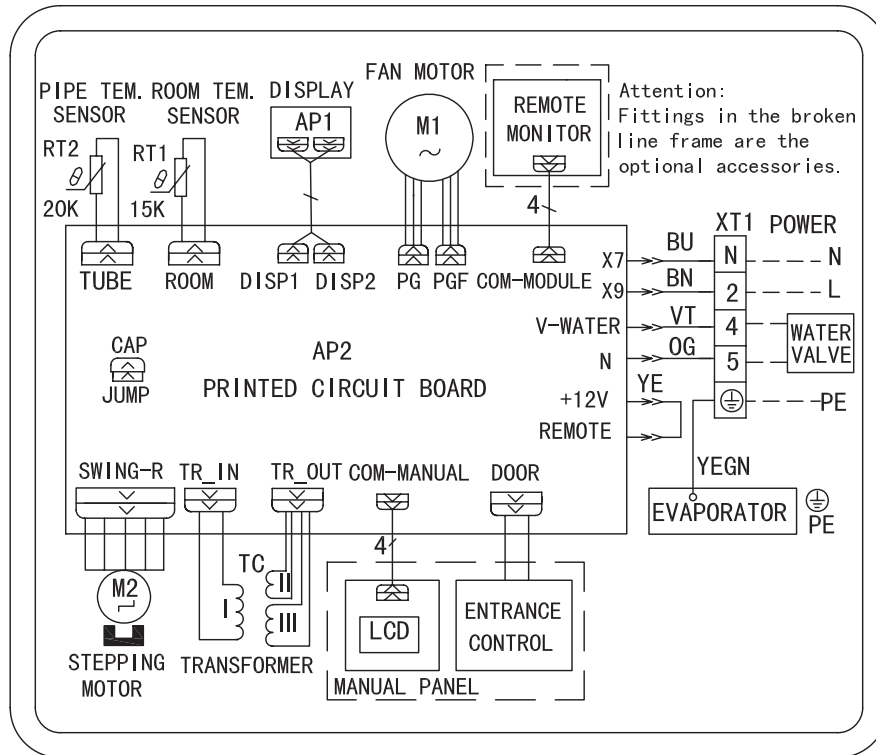 PIPE TEM. SENSOR
ROOM TEM. SENSOR
DISPLAY
AP1
FAN MOTOR
M1
~
REMOTE
MONITOR
Attention:
Fittings in the broken
line frame are the
optional accessories.
RT2
θ
20K
RT1
θ
15K
4
XT1
POWER
TUBE
ROOM
DISP1
DISP2
PG
PGF
COM-MODULE
X7
BU
N
N
X9
BN
2
L
V-WATER
VT
4
WATER
VALVE
N
OG
5
+12V
YE
PE
REMOTE
CAP
JUMP
AP2
PRINTED CIRCUIT BOARD
YEGN
EVAPORATOR
PE
SWING-R
TR_IN
TR_OUT
COM-MANUAL
DOOR
4
M2
STEPPING
MOTOR
TC
I
II
III
TRANSFORMER
LCD
MANUAL PANEL
ENTRANCE
CONTROL